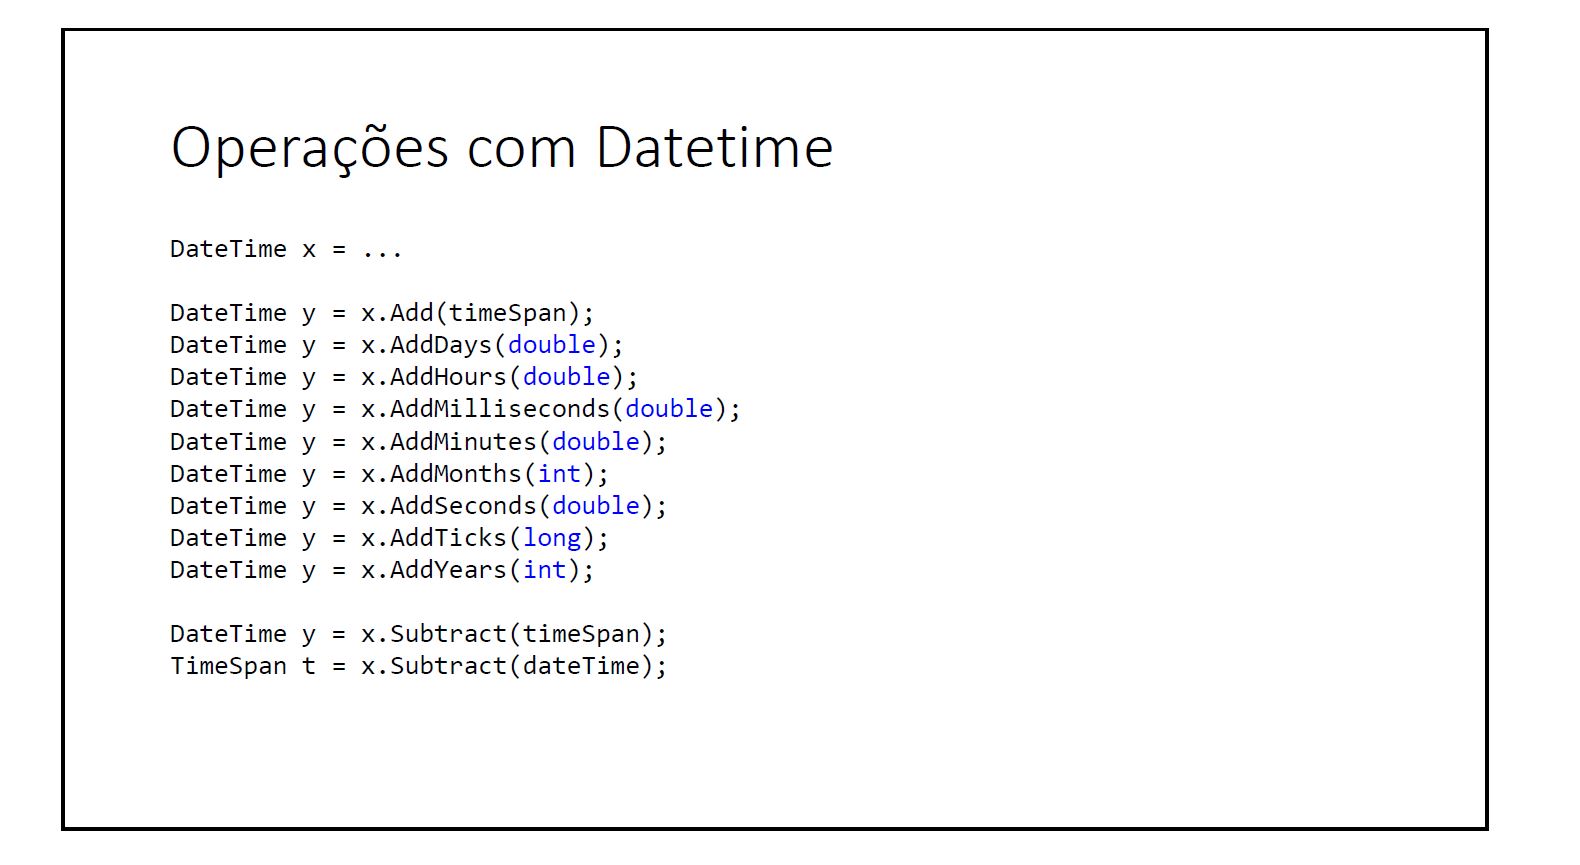 Operações com Datetime
DateTime x = ...
DateTime y = x.Add(timeSpan);
DateTime y = x.AddDays(double);
DateTime y = x.AddHours(double);
DateTime y = x.AddMilliseconds(double);
DateTime y = x.AddMinutes(double);
DateTime y = x.AddMonths(int);
DateTime y = x.AddSeconds(double);
DateTime y = x.AddTicks(long);
DateTime y = x.AddYears(int);
DateTime y = x.Subtract(timeSpan);
TimeSpan t = x.Subtract(dateTime);